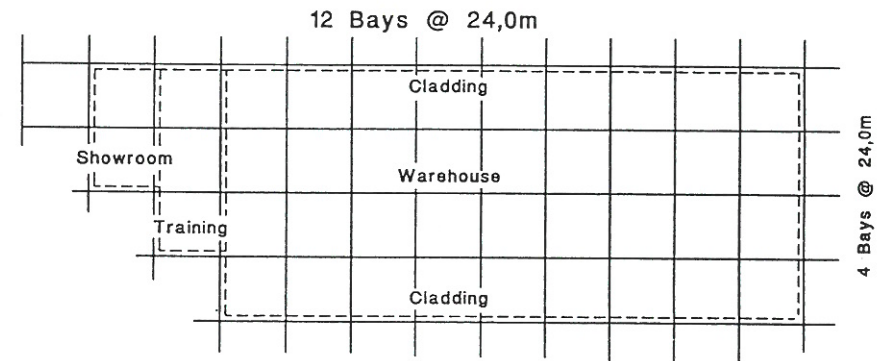 12 Bays @ 24,0m
Cladding
Showroom
Warehouse
Training
Cladding
4 Bays @ 24,0m